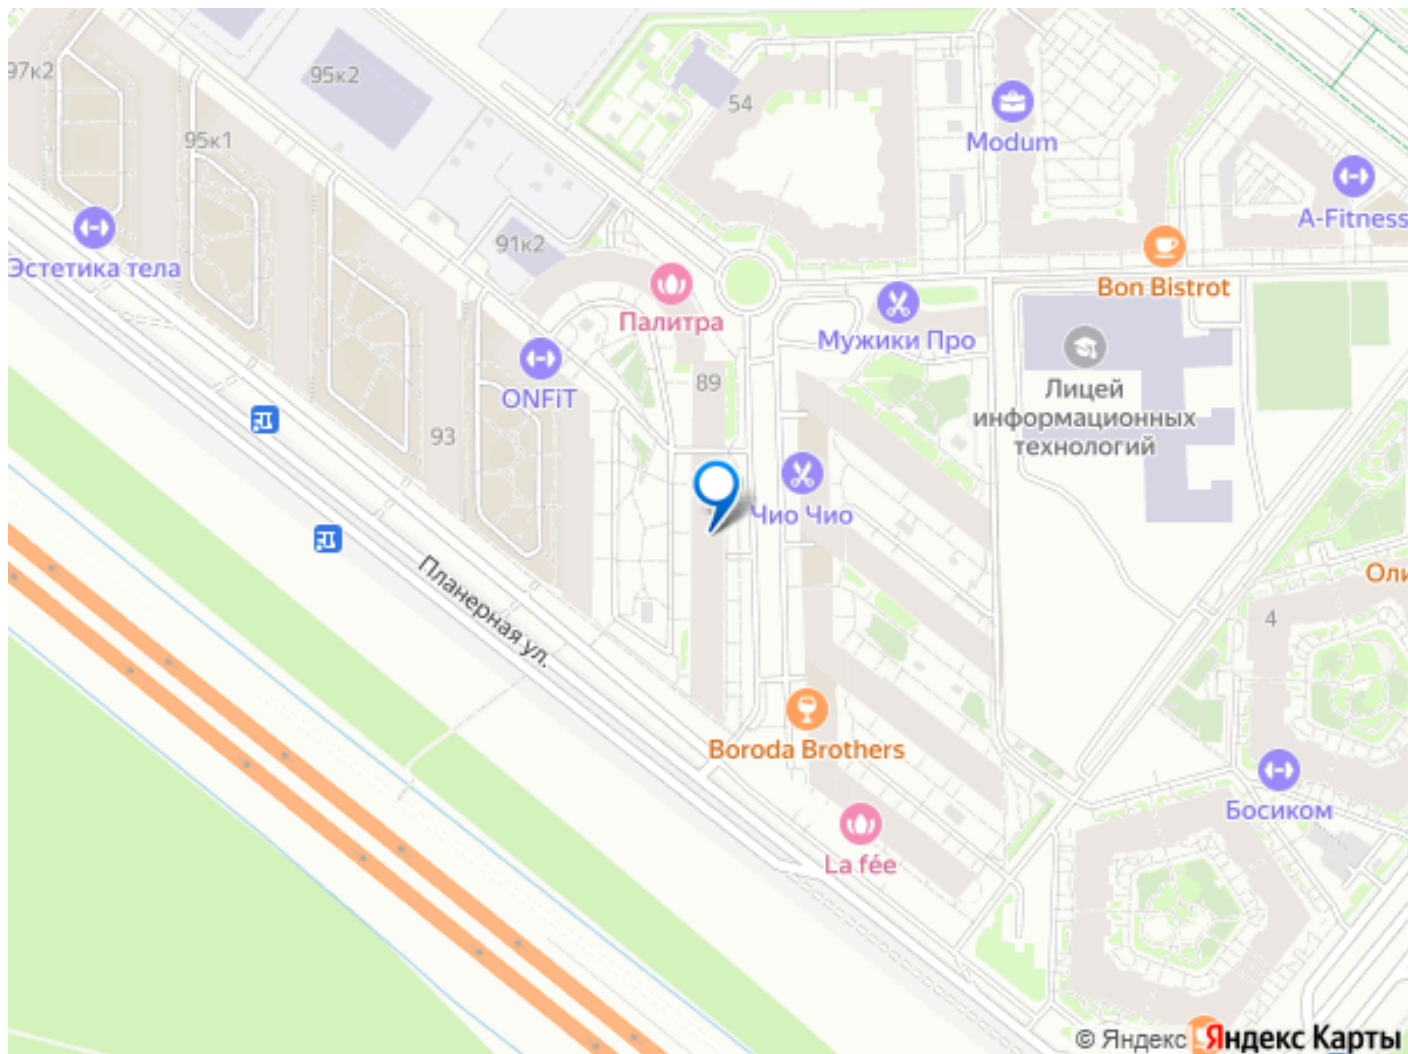 97к2
95к2
54
Modum
95к1
A-Fitness
Эстетика тела
91к2
Bon Bistrot
Палитра
Мужики Про
89
ONFiT
Лицей
информационных
технологий
93
Чио Чио
Планерная ул.
Оли
4
Boroda Brothers
Босиком
La fée
© Яндекс
Яндекс Карты